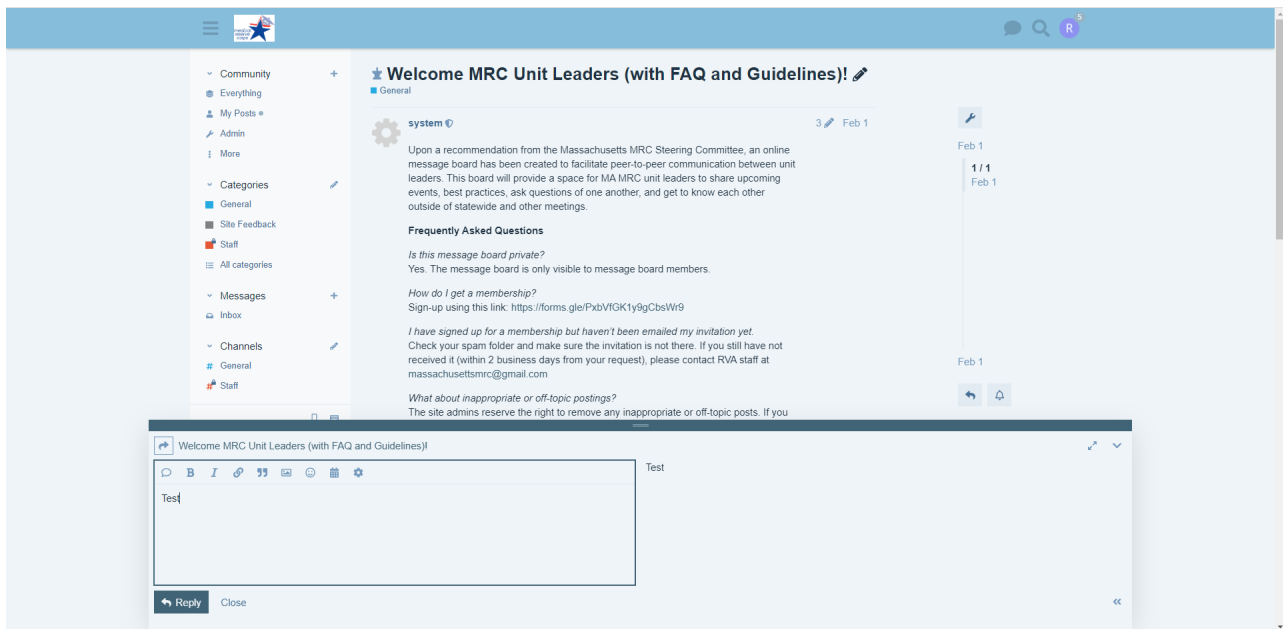 R
5
Community
Everything
My Posts
Admin
More
Categories
General
Site Feedback
Staff
All categories
Messages
Inbox
Channels
General
Staff
Welcome MRC Unit Leaders (with FAQ and Guidelines)!
General
system
3
Feb 1
Upon a recommendation from the Massachusetts MRC Steering Committee, an online
message board has been created to facilitate peer-to-peer communication between unit
leaders. This board will provide a space for MA MRC unit leaders to share upcoming
events, best practices, ask questions of one another, and get to know each other
outside of statewide and other meetings.
Frequently Asked Questions
Is this message board private?
Yes. The message board is only visible to message board members.
How do I get a membership?
Sign-up using this link: https://forms.gle/PxbVfGK1y9gCbsWr9
I have signed up for a membership but haven't been emailed my invitation yet.
Check your spam folder and make sure the invitation is not there. If you still have not
received it (within 2 business days from your request), please contact RVA staff at
massachusettsmrc@gmail.com
What about inappropriate or off-topic postings?
The site admins reserve the right to remove any inappropriate or off-topic posts. If you
Feb 1
1 / 1
Feb 1
Feb 1
Welcome MRC Unit Leaders (with FAQ and Guidelines)!
B I
Test
Test
Reply
Close